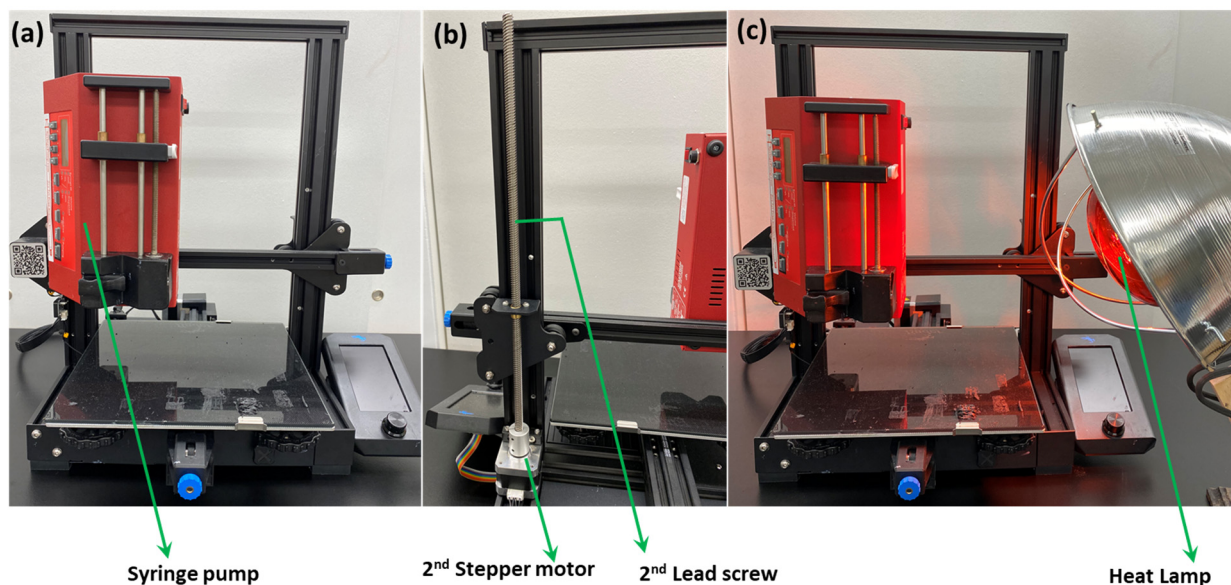 (a)
(b)
(c)
Syringe pump
2nd Stepper motor
2nd Lead screw
Heat Lamp